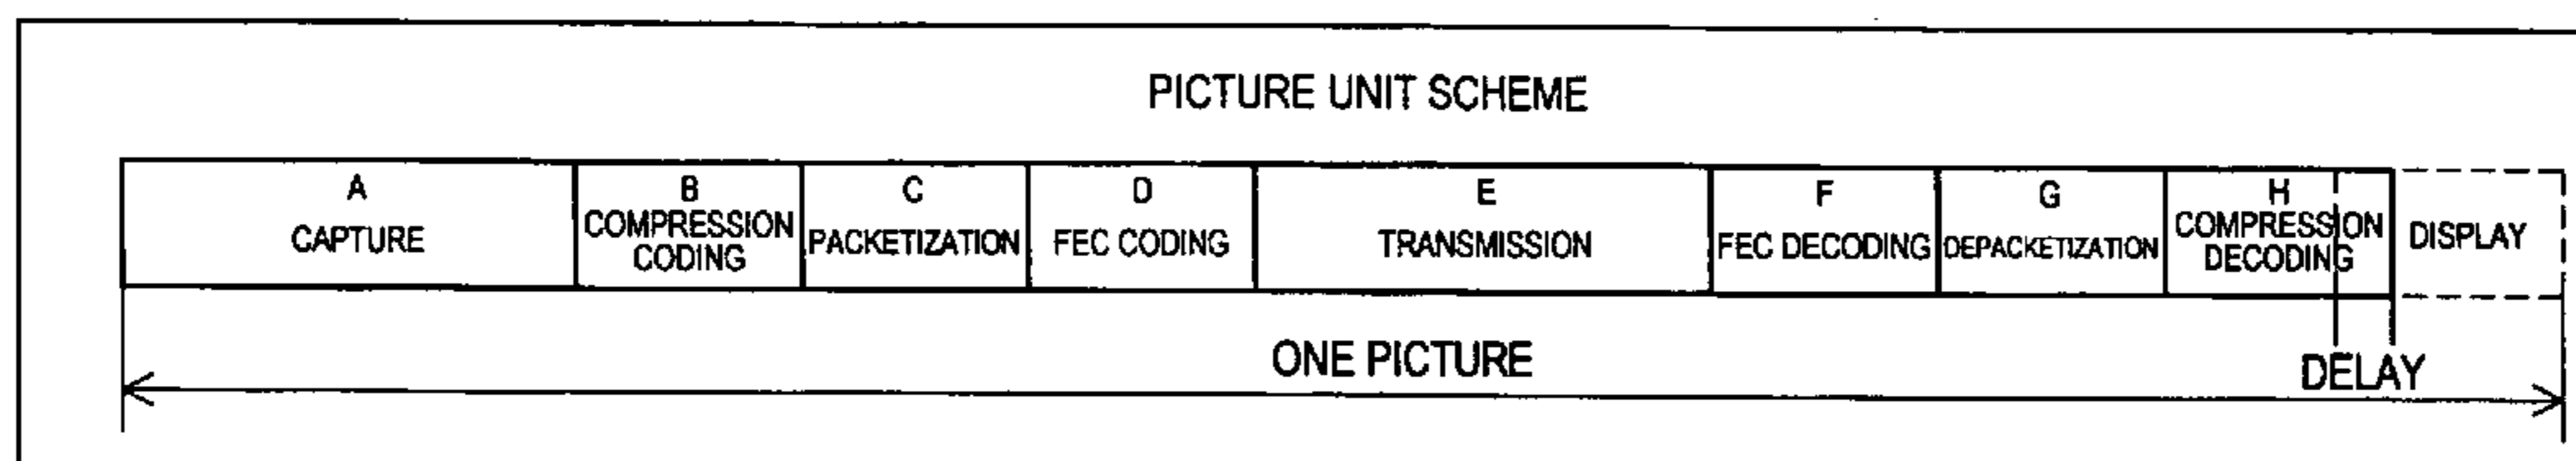 PICTURE UNIT SCHEME
A
CAPTURE
B
COMPRESSION
CODING
C
PACKETIZATION
D
FEC CODING
E
TRANSMISSION
F
FEC DECODING
G
DEPACKETIZATION
H
COMPRESSION
DECODING
DISPLAY
ONE PICTURE
DELAY